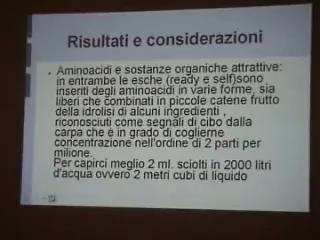 Risultati e considerazioni
Aminoacidi e sostanze organiche attrattive:
in entrambe le esche (ready e self)sono
inseriti degli aminoacidi in varie forme, sia
liberi che combinati in piccole catene frutto
della idrolisi di alcuni ingredienti ,
riconosciuti come segnali di cibo dalla
carpa che è in grado di coglierne
concentrazione nell'ordine di 2 parti per
milione.
Per capirci meglio 2 ml. sciolti in 2000 litri
d'acqua ovvero 2 metri cubi di liquido